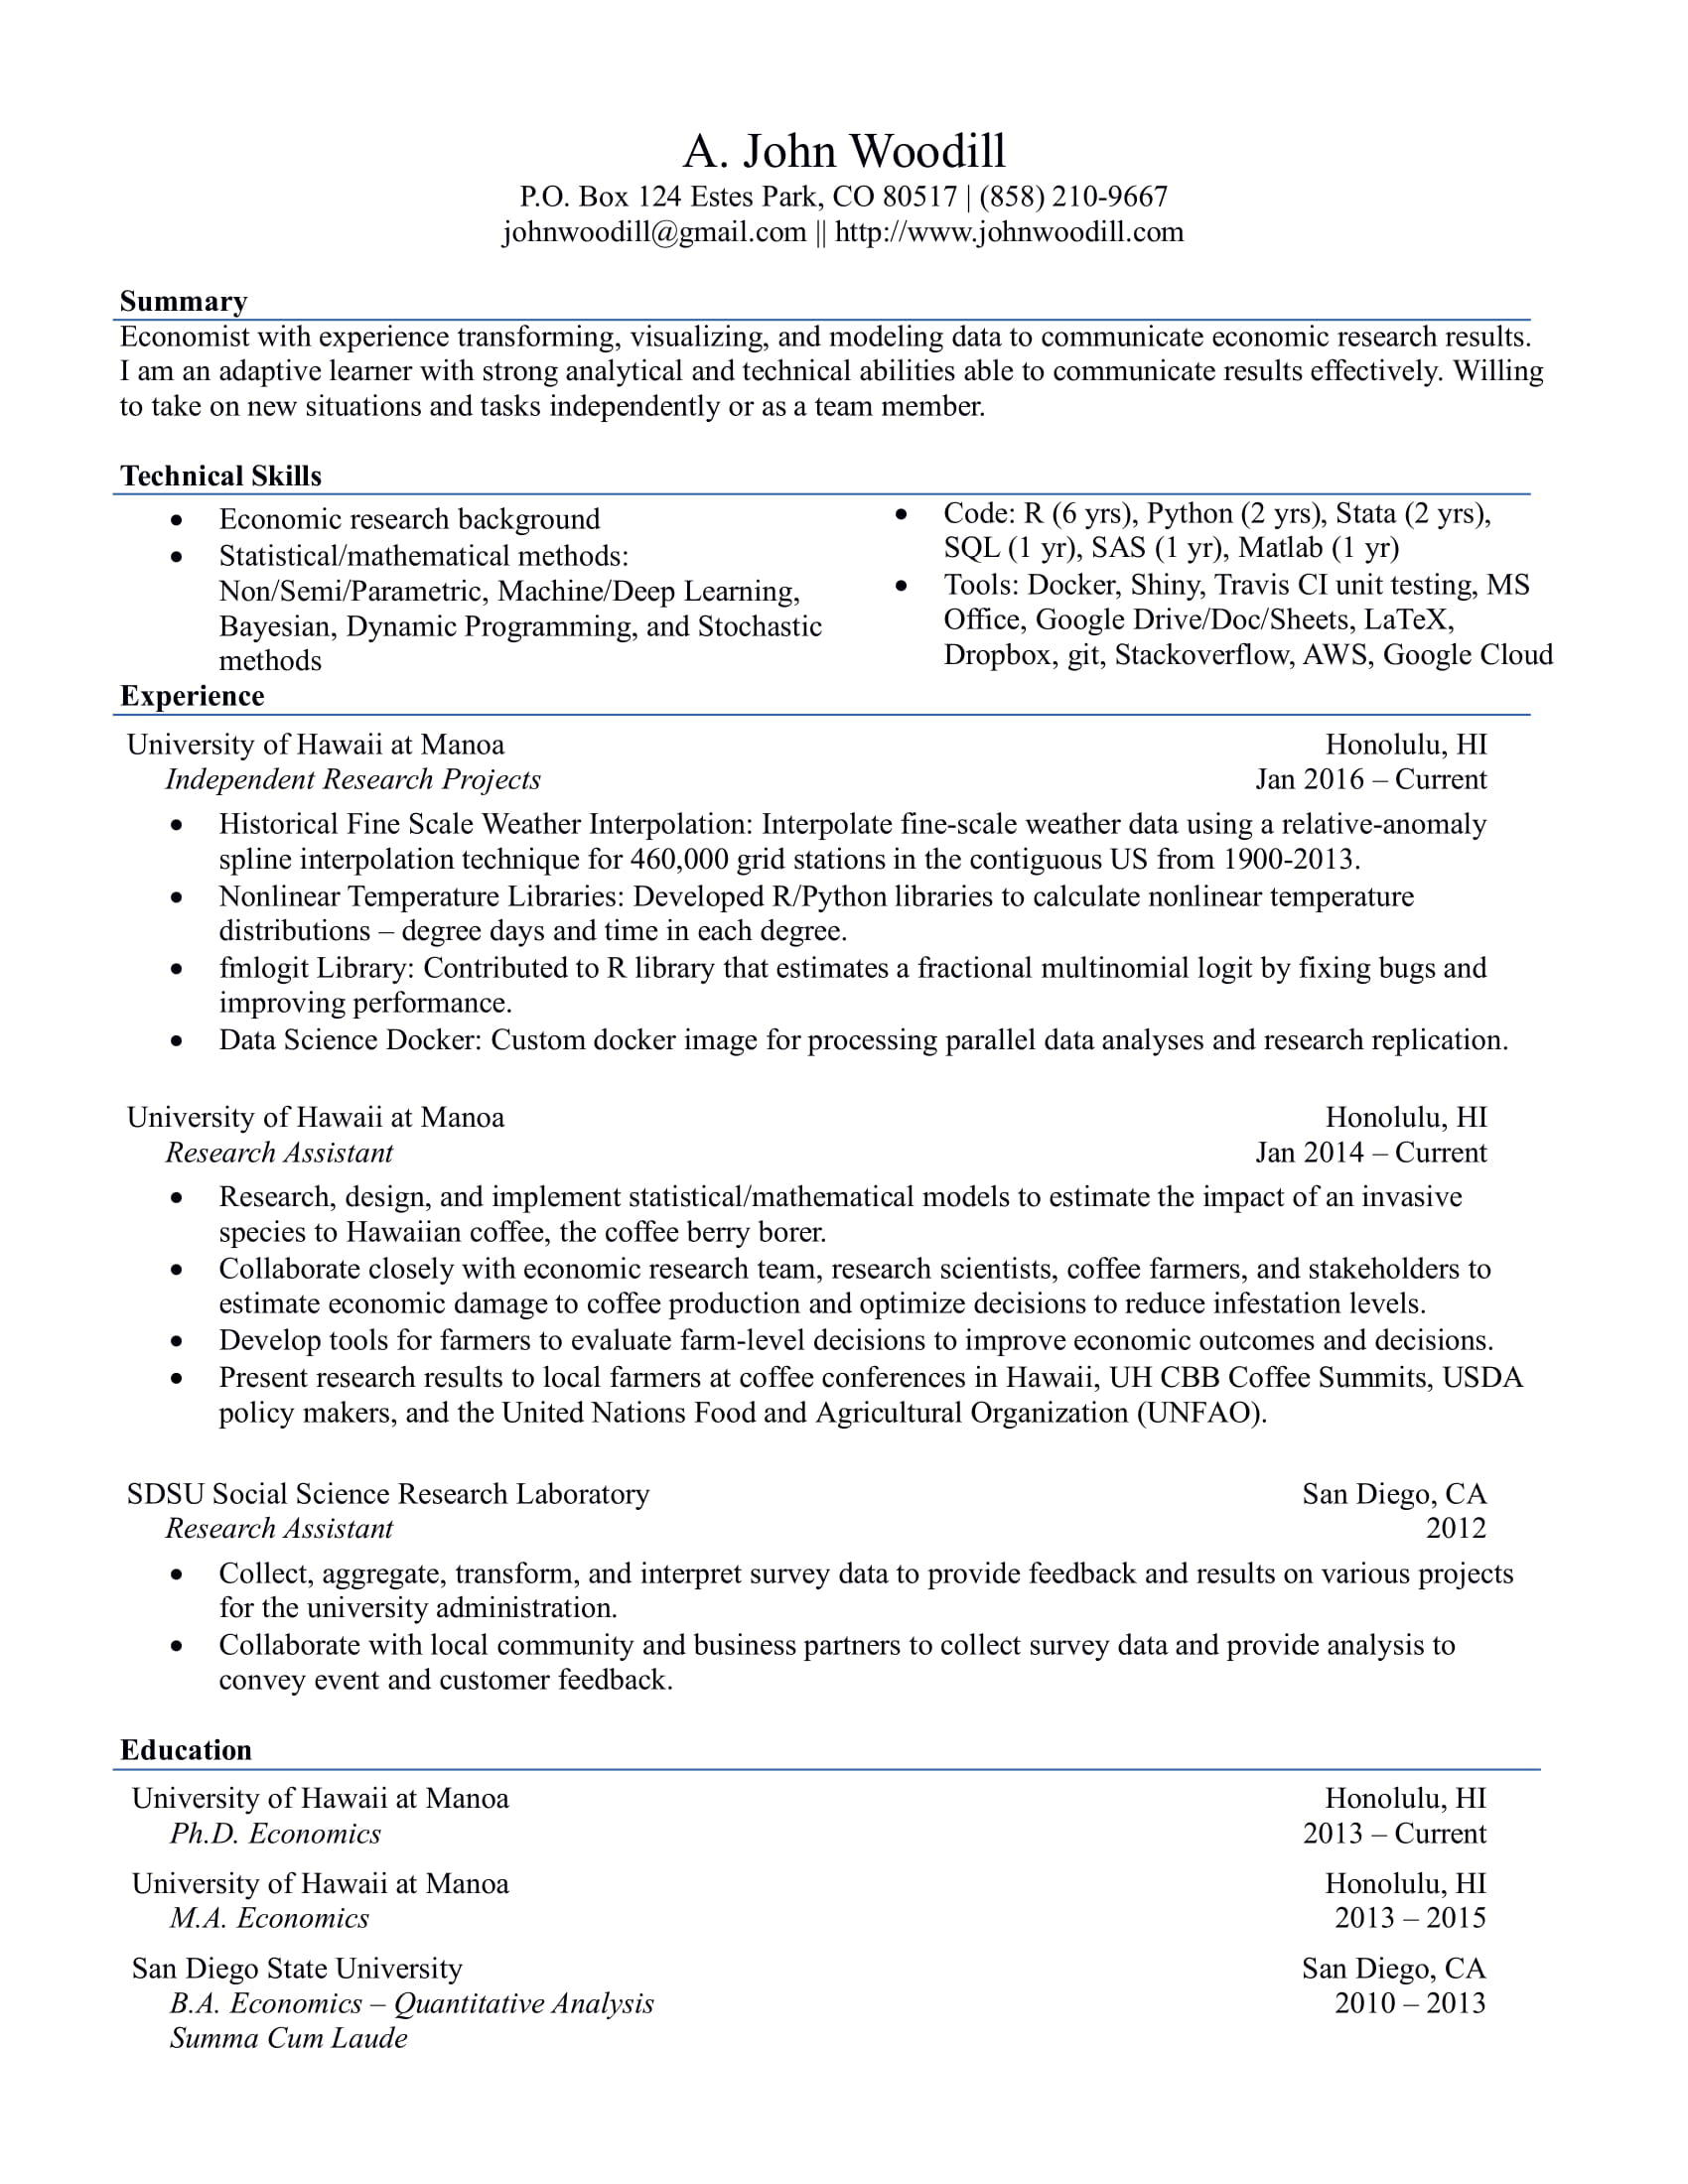 A. John Woodill
P.O. Box 124 Estes Park, CO 80517 | (858) 210-9667
johnwoodill@gmail.com || http://www.johnwoodill.com
Summary
Economist with experience transforming, visualizing, and modeling data to communicate economic research results.
I am an adaptive learner with strong analytical and technical abilities able to communicate results effectively. Willing
to take on new situations and tasks independently or as a team member.
Technical Skills
• Economic research background
• Statistical/mathematical methods:
Non/Semi/Parametric, Machine/Deep Learning,
Bayesian, Dynamic Programming, and Stochastic
methods
• Code: R (6 yrs), Python (2 yrs), Stata (2 yrs),
SQL (1 yr), SAS (1 yr), Matlab (1 yr)
• Tools: Docker, Shiny, Travis CI unit testing, MS
Office, Google Drive/Doc/Sheets, LaTeX,
Dropbox, git, Stackoverflow, AWS, Google Cloud
Experience
University of Hawaii at Manoa Honolulu, HI
Independent Research Projects Jan 2016 – Current
• Historical Fine Scale Weather Interpolation: Interpolate fine-scale weather data using a relative-anomaly
spline interpolation technique for 460,000 grid stations in the contiguous US from 1900-2013.
• Nonlinear Temperature Libraries: Developed R/Python libraries to calculate nonlinear temperature
distributions – degree days and time in each degree.
• fmlogit Library: Contributed to R library that estimates a fractional multinomial logit by fixing bugs and
improving performance.
• Data Science Docker: Custom docker image for processing parallel data analyses and research replication.
University of Hawaii at Manoa Honolulu, HI
Research Assistant Jan 2014 – Current
• Research, design, and implement statistical/mathematical models to estimate the impact of an invasive
species to Hawaiian coffee, the coffee berry borer.
• Collaborate closely with economic research team, research scientists, coffee farmers, and stakeholders to
estimate economic damage to coffee production and optimize decisions to reduce infestation levels.
• Develop tools for farmers to evaluate farm-level decisions to improve economic outcomes and decisions.
• Present research results to local farmers at coffee conferences in Hawaii, UH CBB Coffee Summits, USDA
policy makers, and the United Nations Food and Agricultural Organization (UNFAO).
SDSU Social Science Research Laboratory San Diego, CA
Research Assistant 2012
• Collect, aggregate, transform, and interpret survey data to provide feedback and results on various projects
for the university administration.
• Collaborate with local community and business partners to collect survey data and provide analysis to
convey event and customer feedback.
Education
University of Hawaii at Manoa Honolulu, HI
Ph.D. Economics 2013 – Current
University of Hawaii at Manoa Honolulu, HI
M.A. Economics 2013 – 2015
San Diego State University San Diego, CA
B.A. Economics – Quantitative Analysis 2010 – 2013
Summa Cum Laude